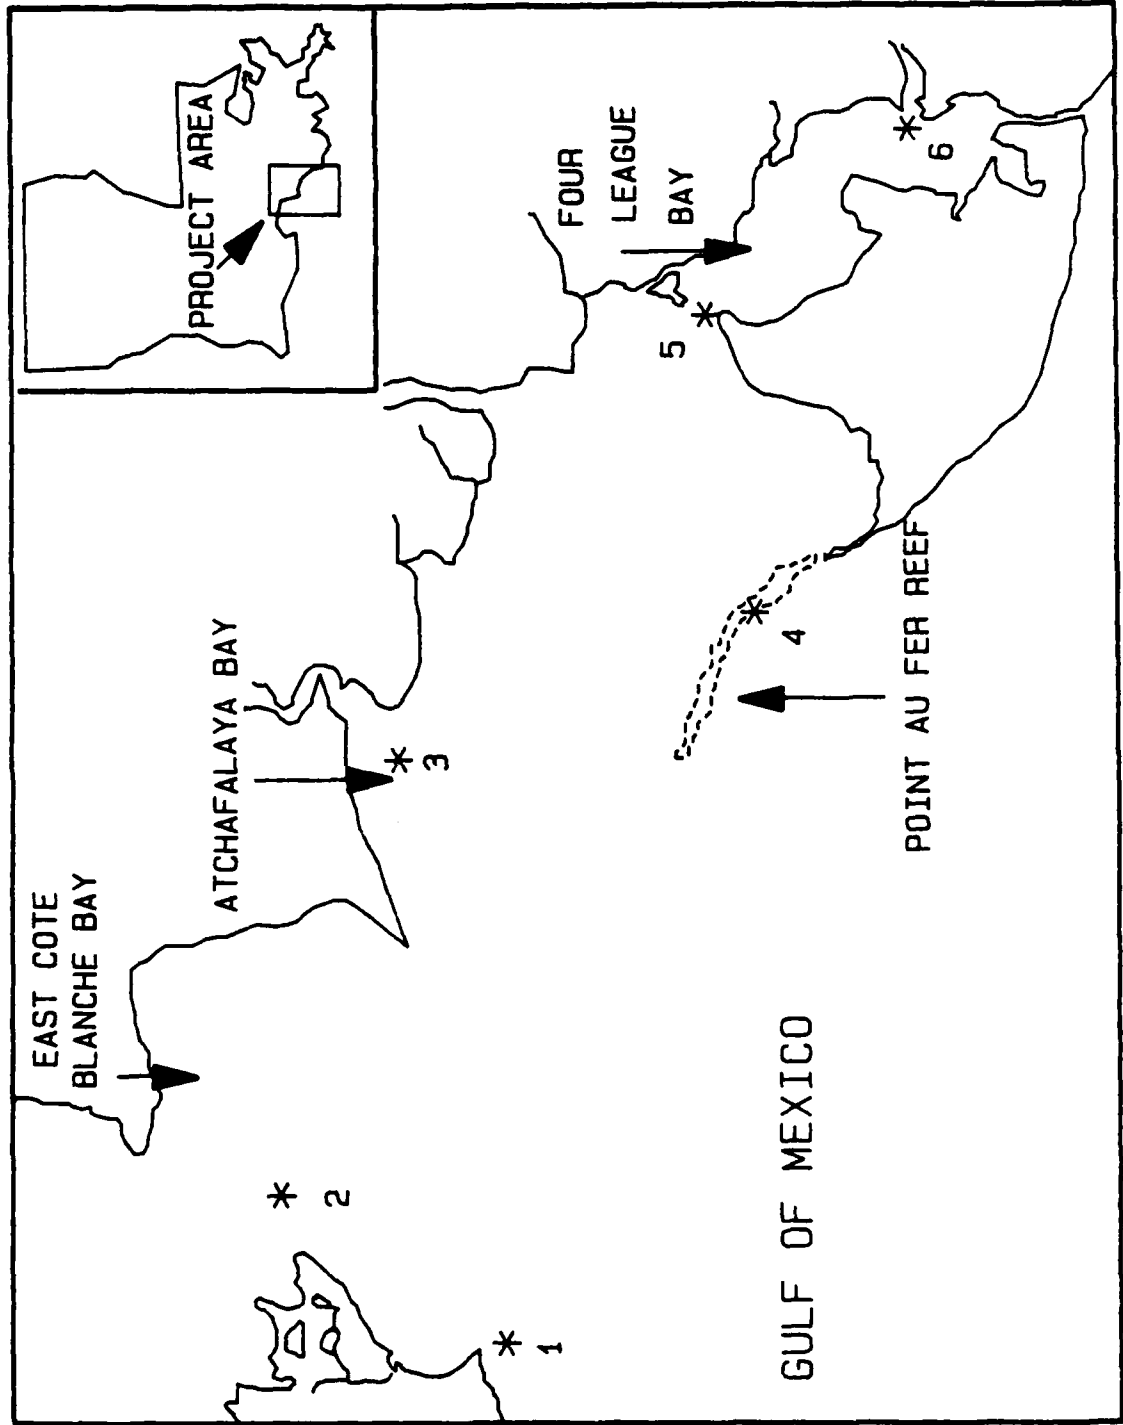 PROJECT AREA
EAST COTE
BLANCHE BAY
ATCHAFALAYA BAY
FOUR
LEAGUE
BAY
1
2
3
4
5
6
POINT AU FER REEF
GULF OF MEXICO